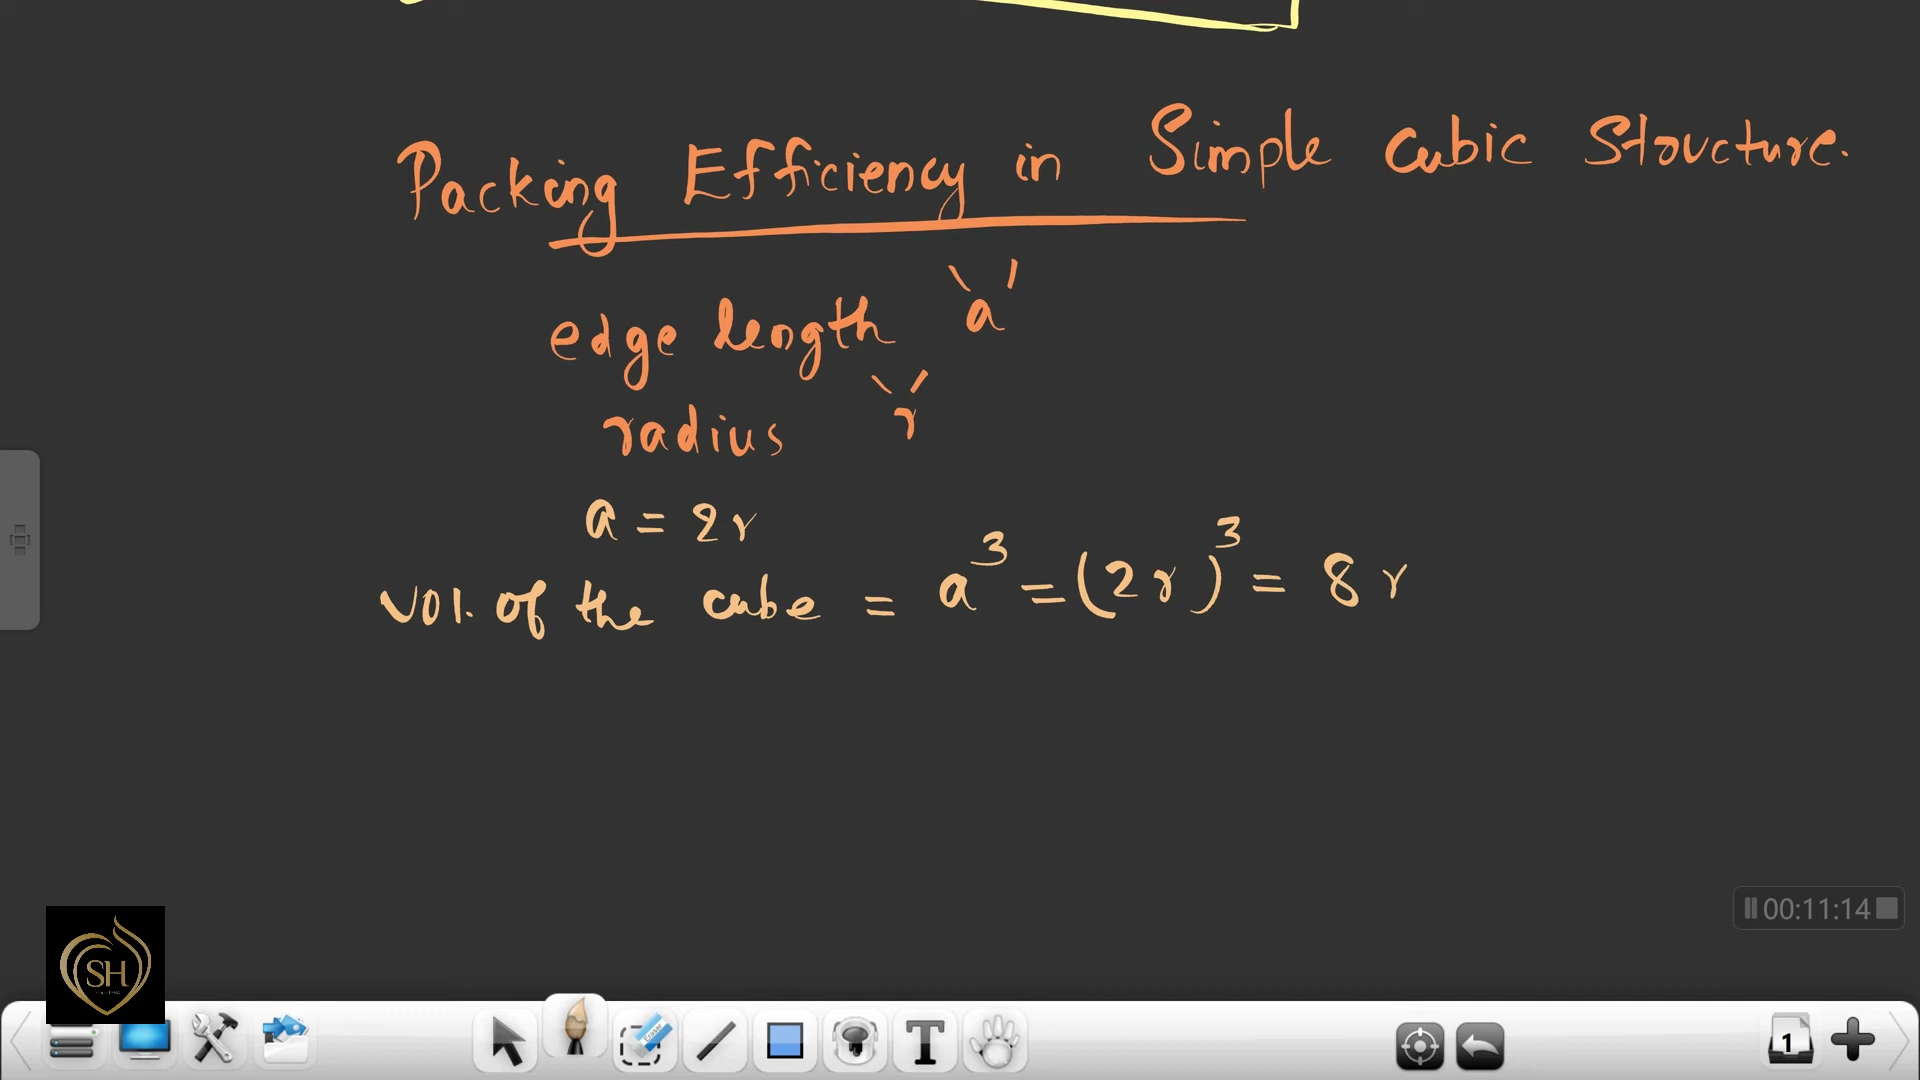 Packing Efficiency in Simple Cubic Structure.
edge length 'a'
radius 'r'
a = 2r
Vol. of the cube = a³ = (2r)³ = 8r
00:11:14
SH
T
1